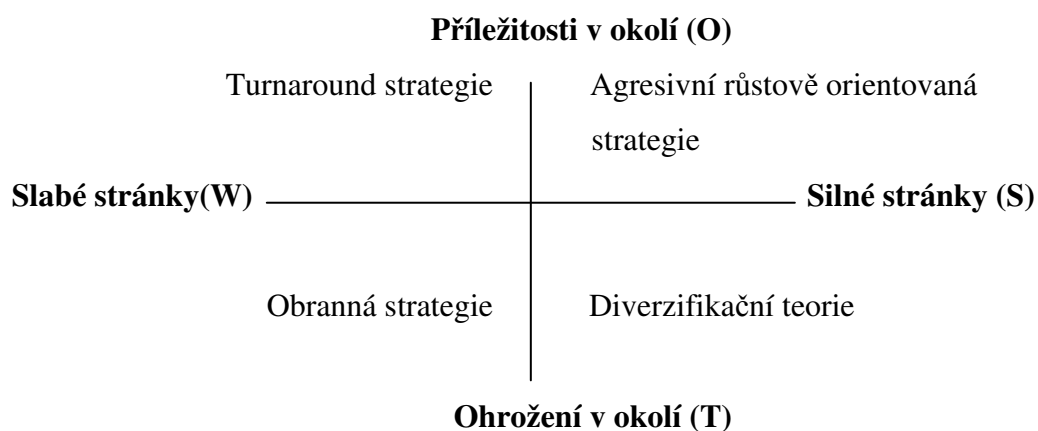 Příležitosti v okolí (O)
Turnaround strategie
Agresivní růstově orientovaná
strategie
Slabé stránky(W)
Silné stránky (S)
Obranná strategie
Diverzifikační teorie
Ohrožení v okolí (T)